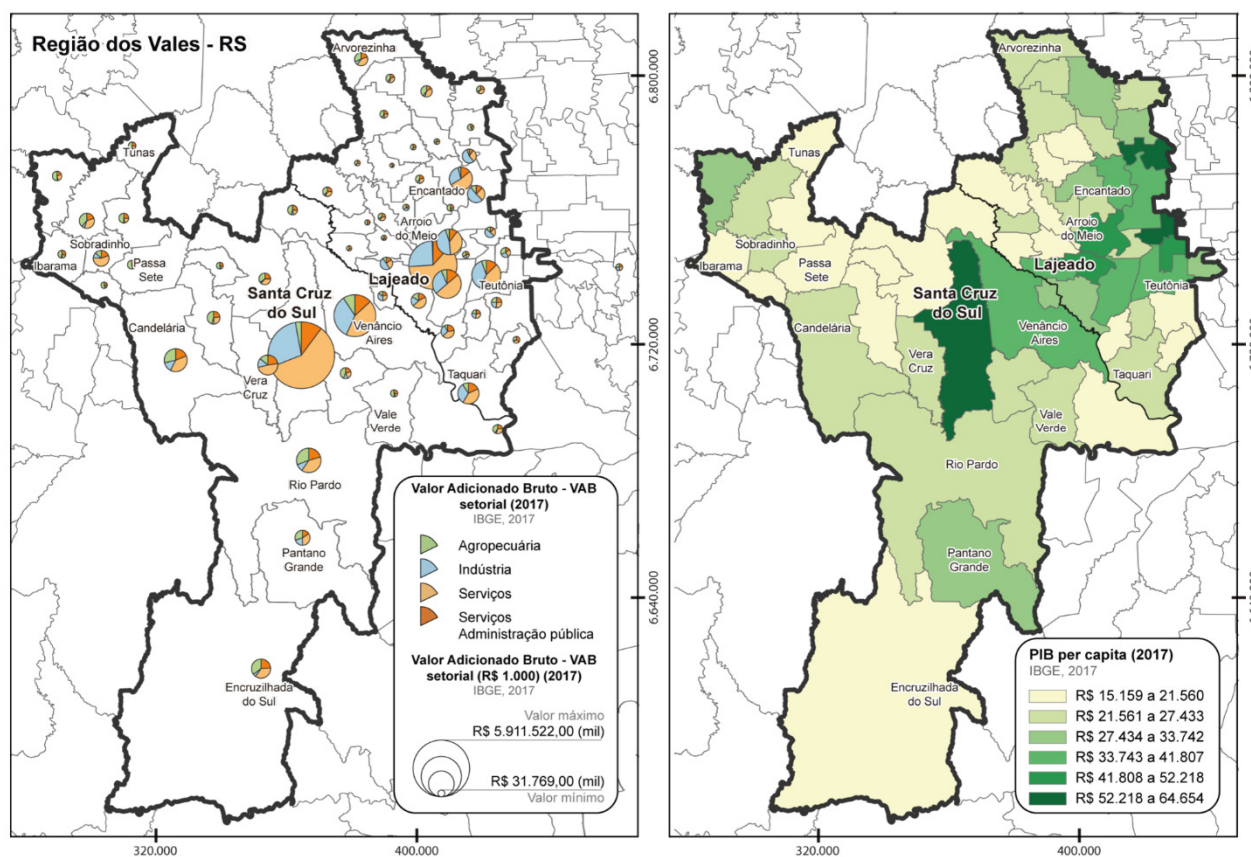 Região dos Vales - RS
Arvorezinha
Tunas
Encantado
Sobradinho
Arroio
do Meio
Ibarama
Passa
Sete
Lajeado
Teutônia
Santa Cruz
do Sul
Candelária
Venâncio
Aires
Vera
Cruz
Taquari
Vale
Verde
Rio Pardo
Pantano
Grande
Encruzilhada
do Sul
Valor Adicionado Bruto - VAB
setorial (2017)
IBGE, 2017
Agropecuária
Indústria
Serviços
Serviços
Administração pública
Valor Adicionado Bruto - VAB
setorial (R$ 1.000) (2017)
IBGE, 2017
Valor máximo
R$ 5.911.522,00 (mil)
R$ 31.769,00 (mil)
Valor mínimo
6.800.000
6.720.000
6.640.000
320.000
400.000
Arvorezinha
Tunas
Encantado
Sobradinho
Arroio
do Meio
Ibarama
Passa
Sete
Lajeado
Teutônia
Santa Cruz
do Sul
Candelária
Venâncio
Aires
Vera
Cruz
Taquari
Vale
Verde
Rio Pardo
Pantano
Grande
Encruzilhada
do Sul
PIB per capita (2017)
IBGE, 2017
R$ 15.159 a 21.560
R$ 21.561 a 27.433
R$ 27.434 a 33.742
R$ 33.743 a 41.807
R$ 41.808 a 52.218
R$ 52.218 a 64.654
320.000
400.000